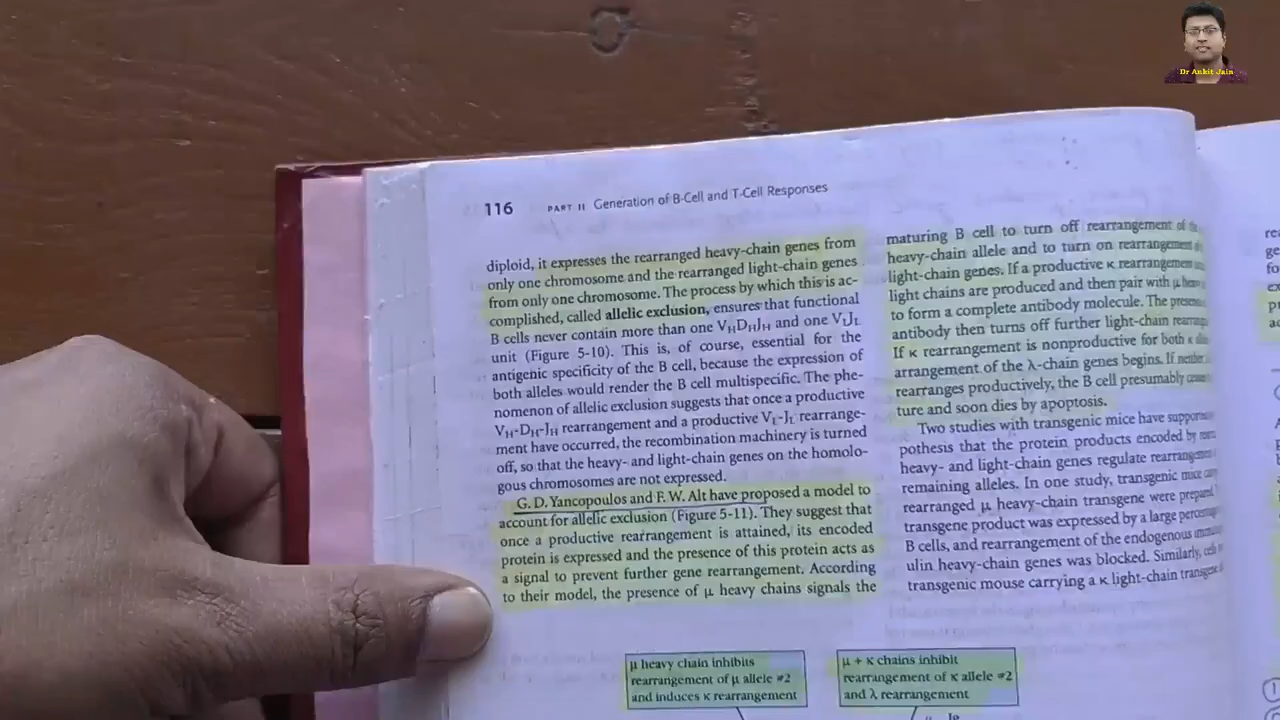 Dr Ankit Jain
116 PART II Generation of B-Cell and T-Cell Responses
diploid, it expresses the rearranged heavy-chain genes from
only one chromosome and the rearranged light-chain genes
from only one chromosome. The process by which this is ac-
complished, called allelic exclusion, ensures that functional
B cells never contain more than one VHDHJH and one VLJL
unit (Figure 5-10). This is, of course, essential for the
antigenic specificity of the B cell, because the expression of
both alleles would render the B cell multispecific. The phe-
nomenon of allelic exclusion suggests that once a productive
VH-DH-JH rearrangement and a productive VL-JL rearrange-
ment have occurred, the recombination machinery is turned
off, so that the heavy- and light-chain genes on the homolo-
gous chromosomes are not expressed.
G. D. Yancopoulos and F. W. Alt have proposed a model to
account for allelic exclusion (Figure 5-11). They suggest that
once a productive rearrangement is attained, its encoded
protein is expressed and the presence of this protein acts as
a signal to prevent further gene rearrangement. According
to their model, the presence of μ heavy chains signals the
maturing B cell to turn off rearrangement of the
heavy-chain allele and to turn on rearrangement
light-chain genes. If a productive κ rearrangement
light chains are produced and then pair with μ
to form a complete antibody molecule. The
antibody then turns off further light-chain
If κ rearrangement is nonproductive for both κ
arrangement of the λ-chain genes begins. If neither
rearranges productively, the B cell presumably
ture and soon dies by apoptosis.
Two studies with transgenic mice have
pothesis that the protein products encoded by
heavy- and light-chain genes regulate
remaining alleles. In one study, transgenic mice
rearranged μ heavy-chain transgene were
transgene product was expressed by a large
B cells, and rearrangement of the endogenous
ulin heavy-chain genes was blocked. Similarly,
transgenic mouse carrying a κ light-chain
μ heavy chain inhibits
rearrangement of μ allele #2
and induces κ rearrangement
μ + κ chains inhibit
rearrangement of κ allele #2
and λ rearrangement